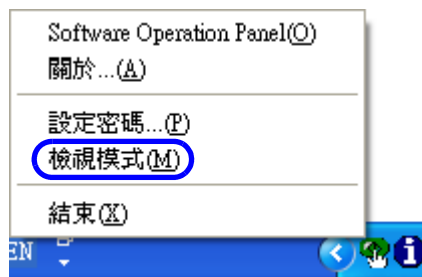 Software Operation Panel(O)
關於...(A)
設定密碼...(P)
檢視模式(M)
結束(X)
EN